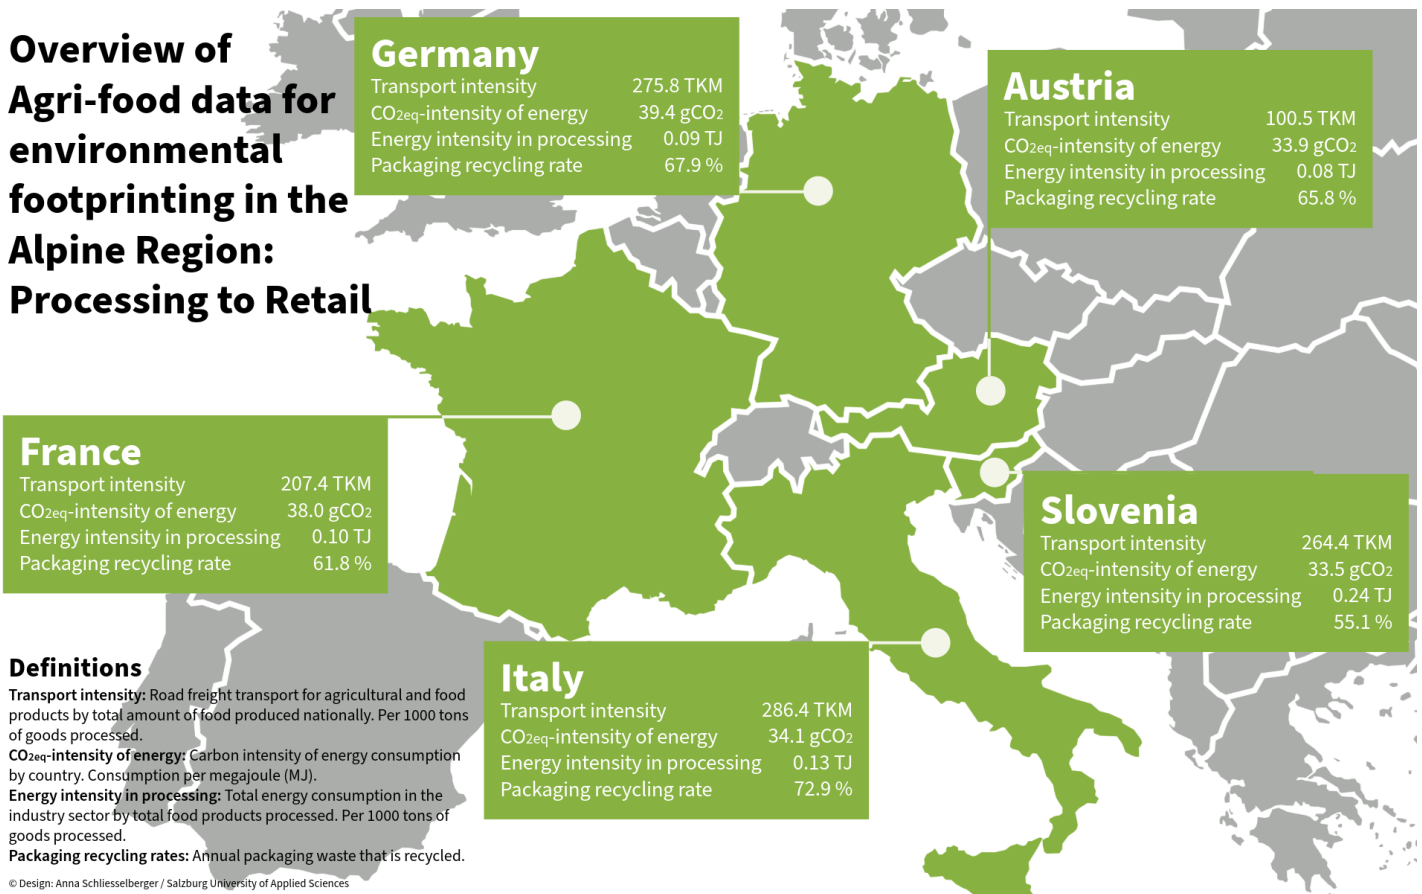 Overview of
Agri-food data for
environmental
footprinting in the
Alpine Region:
Processing to Retail
Germany
Transport intensity 275.8 TKM
CO2eq-intensity of energy 39.4 gCO2
Energy intensity in processing 0.09 TJ
Packaging recycling rate 67.9 %
Austria
Transport intensity 100.5 TKM
CO2eq-intensity of energy 33.9 gCO2
Energy intensity in processing 0.08 TJ
Packaging recycling rate 65.8 %
France
Transport intensity 207.4 TKM
CO2eq-intensity of energy 38.0 gCO2
Energy intensity in processing 0.10 TJ
Packaging recycling rate 61.8 %
Slovenia
Transport intensity 264.4 TKM
CO2eq-intensity of energy 33.5 gCO2
Energy intensity in processing 0.24 TJ
Packaging recycling rate 55.1 %
Italy
Transport intensity 286.4 TKM
CO2eq-intensity of energy 34.1 gCO2
Energy intensity in processing 0.13 TJ
Packaging recycling rate 72.9 %
Definitions
Transport intensity: Road freight transport for agricultural and food
products by total amount of food produced nationally. Per 1000 tons
of goods processed.
CO2eq-intensity of energy: Carbon intensity of energy consumption
by country. Consumption per megajoule (MJ).
Energy intensity in processing: Total energy consumption in the
industry sector by total food products processed. Per 1000 tons of
goods processed.
Packaging recycling rates: Annual packaging waste that is recycled.
© Design: Anna Schliesselberger / Salzburg University of Applied Sciences